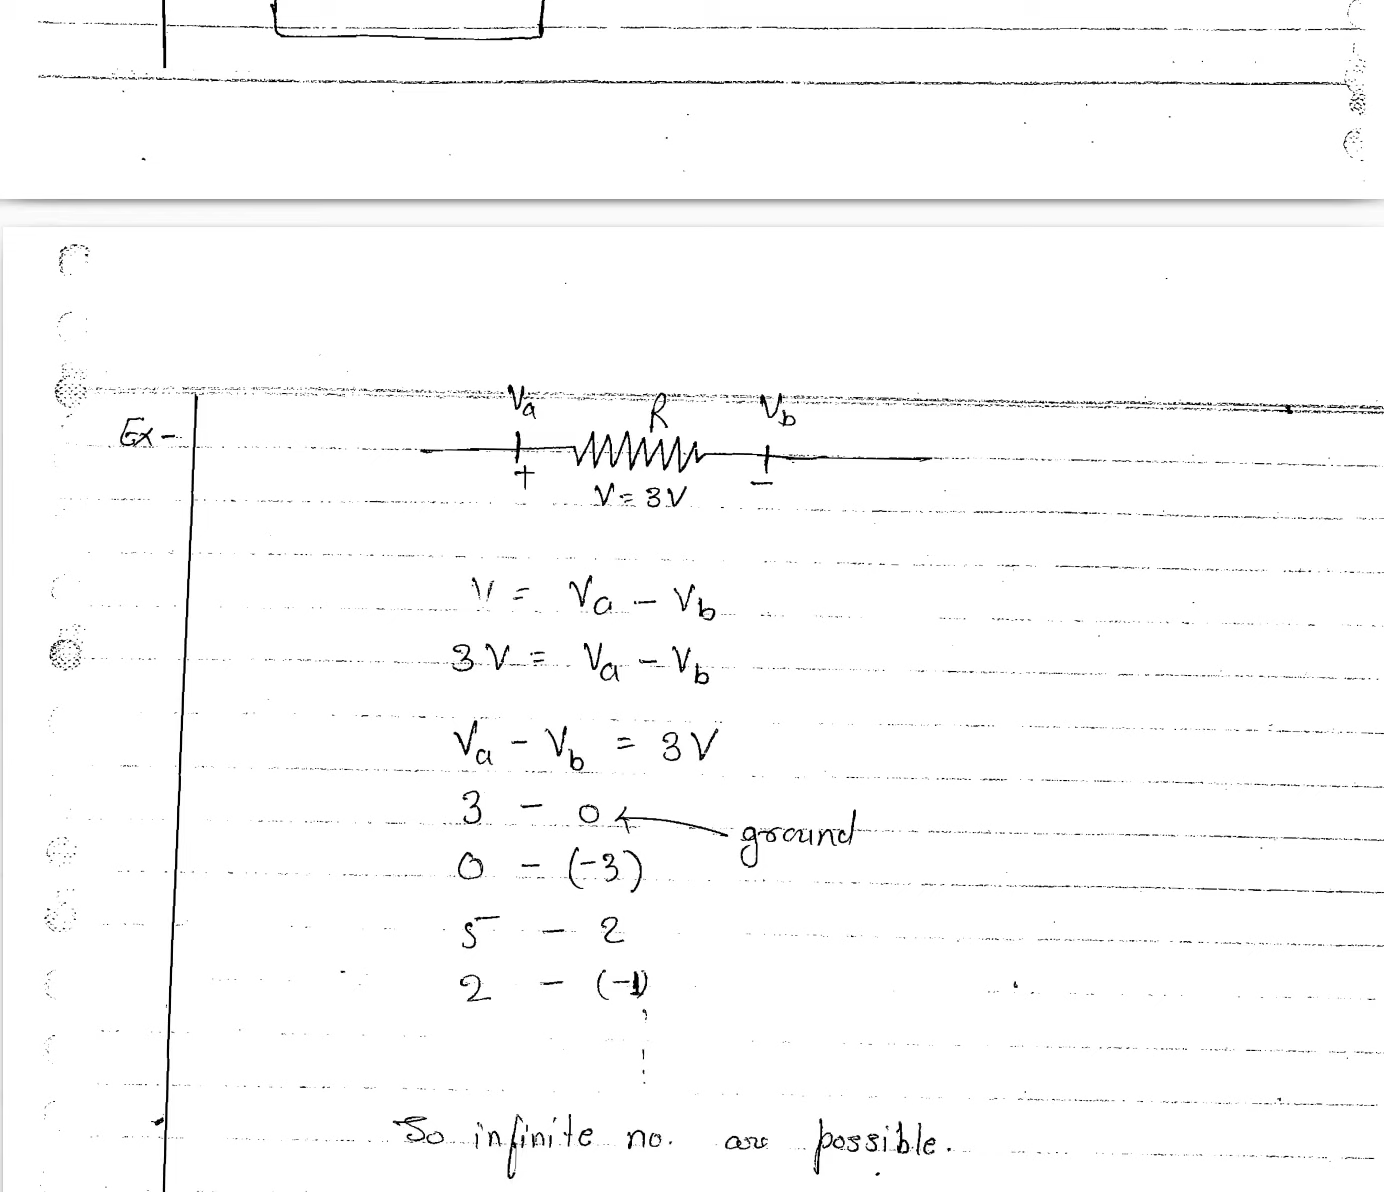 Ex-
Va R Vb
+ -
V = 3V
V = Va - Vb
3V = Va - Vb
Va - Vb = 3V
3 - 0
ground
0 - (-3)
5 - 2
2 - (-1)
So infinite no. are possible.